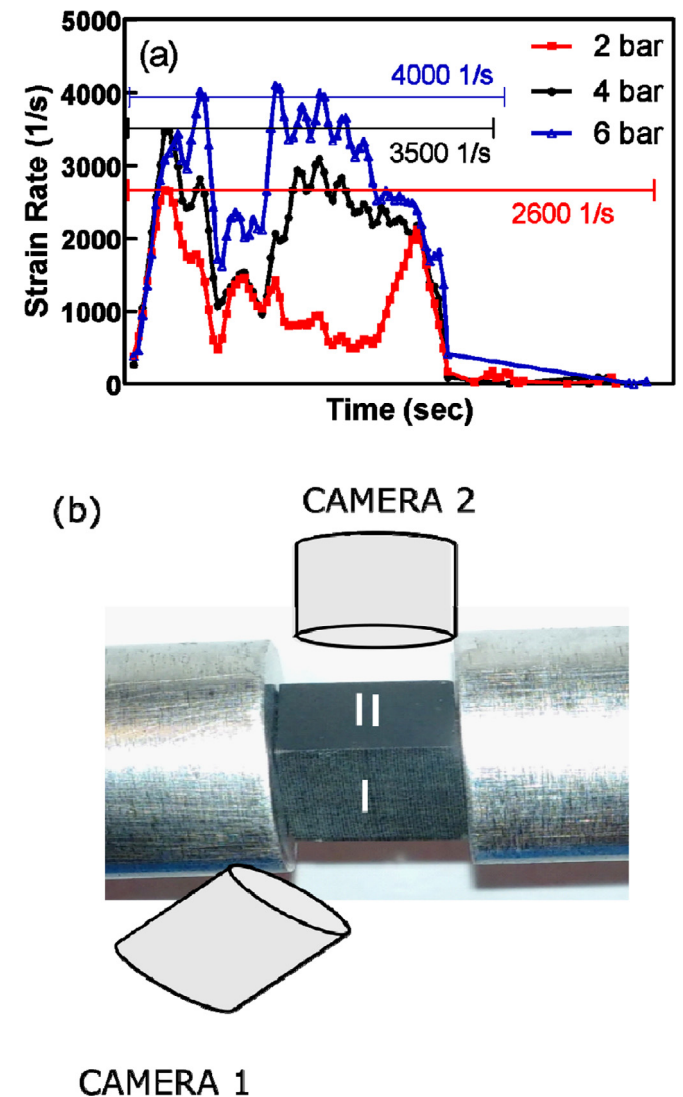 5000
(a)
2 bar
4000 1/s
4000
4 bar
6 bar
3500 1/s
3000
2600 1/s
2000
1000
0
Strain Rate (1/s)
Time (sec)
(b)
CAMERA 2
II
I
CAMERA 1